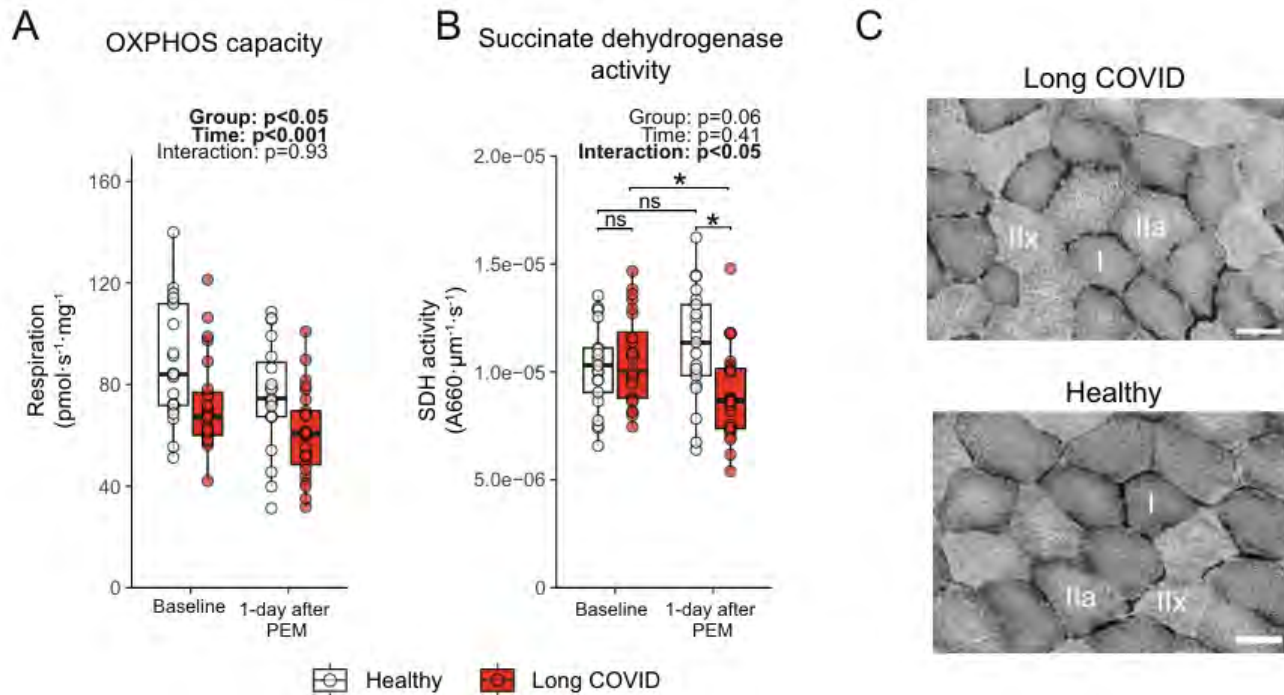 A
OXPHOS capacity
Group: p<0.05
Time: p<0.001
Interaction: p=0.93
Respiration
(pmol·s⁻¹·mg⁻¹)
160
120
80
40
0
Baseline
1-day after
PEM
B
Succinate dehydrogenase
activity
Group: p=0.06
Time: p=0.41
Interaction: p<0.05
SDH activity
(A660·µm⁻¹·s⁻¹)
2.0e−05
1.5e−05
1.0e−05
5.0e−06
0
*
ns
ns
*
Baseline
1-day after
PEM
Healthy
Long COVID
C
Long COVID
IIx
IIa
I
Healthy
I
IIa
IIx